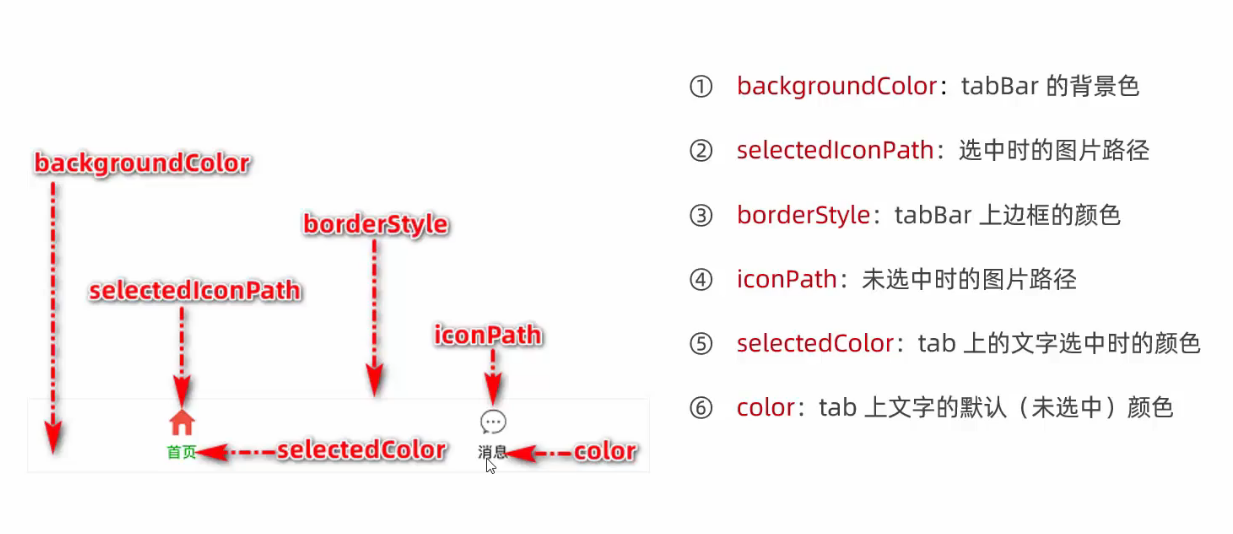 backgroundColor
borderStyle
selectedIconPath
iconPath
首页
selectedColor
消息
color
① backgroundColor：tabBar 的背景色
② selectedIconPath：选中时的图片路径
③ borderStyle：tabBar 上边框的颜色
④ iconPath：未选中时的图片路径
⑤ selectedColor：tab 上的文字选中时的颜色
⑥ color：tab 上文字的默认（未选中）颜色